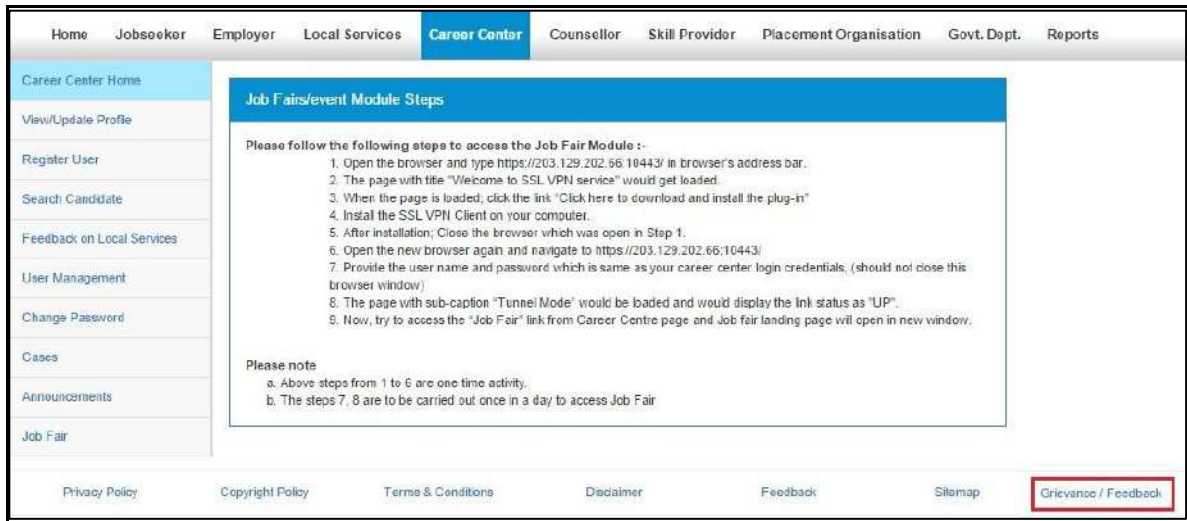 Home Jobseeker Employer Local Services Career Center Counsellor Skill Provider Placement Organisation Govt. Dept. Reports
Career Center Home
View/Update Profile
Register User
Search Candidate
Feedback on Local Services
User Management
Change Password
Cases
Announcements
Job Fair
Job Fairs/event Module Steps
Please follow the following steps to access the Job Fair Module :-
1. Open the browser and type https://203.129.202.66:10443/ in browser's address bar.
2. The page with title "Welcome to SSL VPN service" would get loaded.
3. When the page is loaded; click the link "Click here to download and install the plug-in"
4. Install the SSL VPN Client on your computer.
5. After installation; Close the browser which was open in Step 1.
6. Open the new browser again and navigate to https://203.129.202.66:10443/
7. Provide the user name and password which is same as your career center login credentials, (should not close this
browser window)
8. The page with sub-caption "Tunnel Mode" would be loaded and would display the link status as "UP".
9. Now, try to access the "Job Fair" link from Career Centre page and Job fair landing page will open in new window.
Please note
a. Above steps from 1 to 6 are one time activity.
b. The steps 7, 8 are to be carried out once in a day to access Job Fair
Privacy Policy Copyright Policy Terms & Conditions Disclaimer Feedback Sitemap Grievance / Feedback